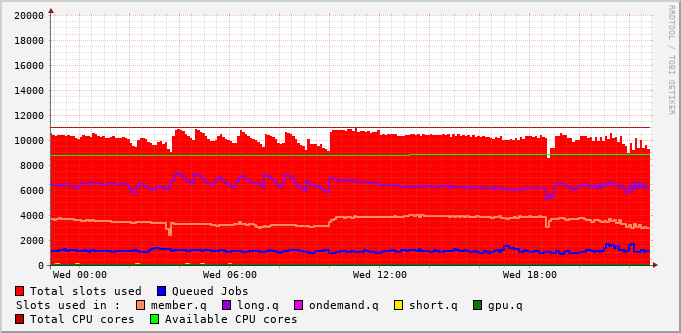 RRDTOOL / TOBI OETIKER
20000
18000
16000
14000
12000
10000
8000
6000
4000
2000
0
Wed 00:00 Wed 06:00 Wed 12:00 Wed 18:00
Total slots used Queued Jobs
Slots used in : member.q long.q ondemand.q short.q gpu.q
Total CPU cores Available CPU cores